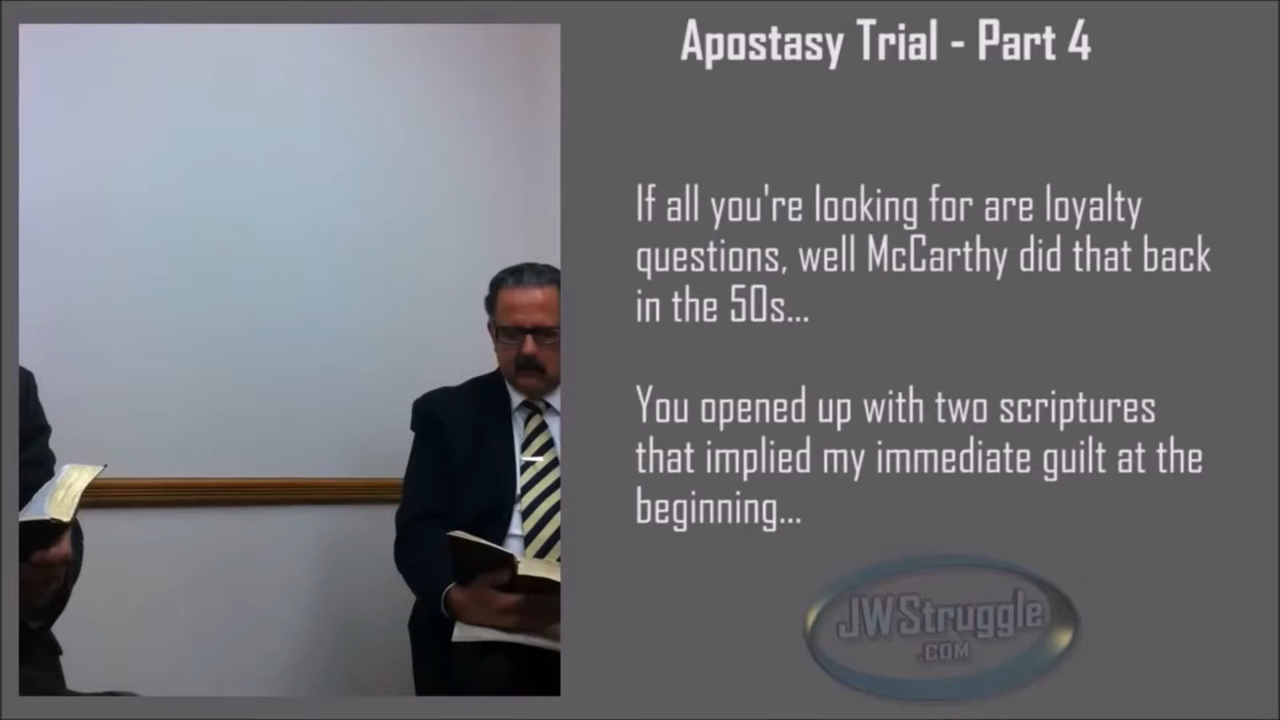 Apostasy Trial - Part 4
If all you're looking for are loyalty
questions, well McCarthy did that back
in the 50s...
You opened up with two scriptures
that implied my immediate guilt at the
beginning...
JWStruggle
.COM